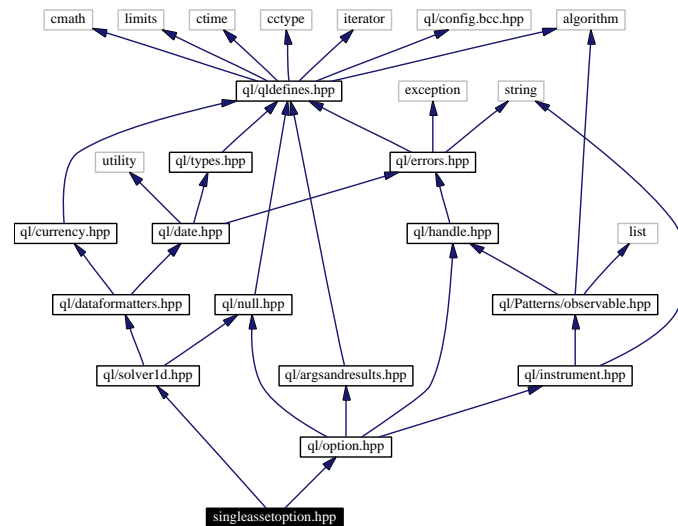 cmath
limits
ctime
cctype
iterator
ql/config.bcc.hpp
algorithm
ql/qldefines.hpp
exception
string
utility
ql/types.hpp
ql/errors.hpp
ql/currency.hpp
ql/date.hpp
ql/handle.hpp
list
ql/dataformatters.hpp
ql/null.hpp
ql/Patterns/observable.hpp
ql/solver1d.hpp
ql/argsandresults.hpp
ql/instrument.hpp
ql/option.hpp
singleassetoption.hpp